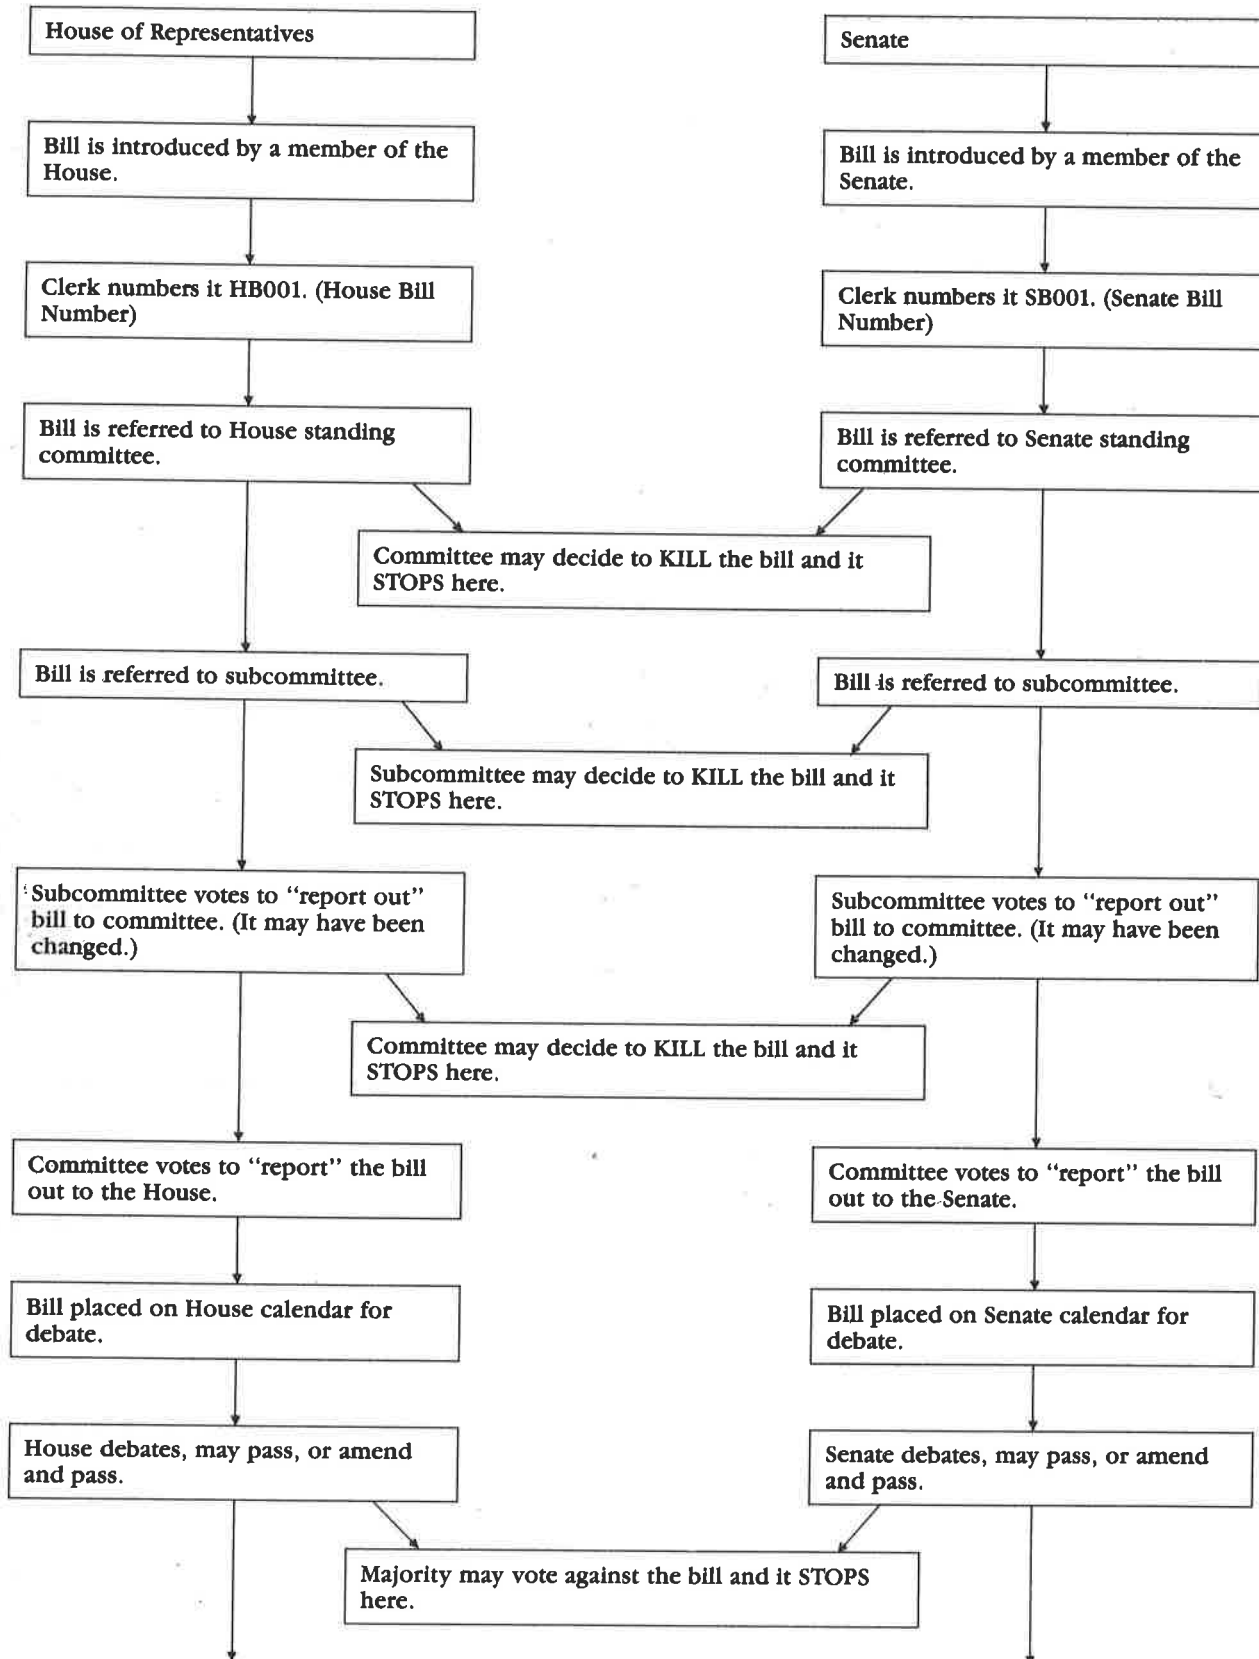 House of Representatives
Senate
Bill is introduced by a member of the
House.
Bill is introduced by a member of the
Senate.
Clerk numbers it HB001. (House Bill
Number)
Clerk numbers it SB001. (Senate Bill
Number)
Bill is referred to House standing
committee.
Bill is referred to Senate standing
committee.
Committee may decide to KILL the bill and it
STOPS here.
Bill is referred to subcommittee.
Bill is referred to subcommittee.
Subcommittee may decide to KILL the bill and it
STOPS here.
Subcommittee votes to “report out”
bill to committee. (It may have been
changed.)
Subcommittee votes to “report out”
bill to committee. (It may have been
changed.)
Committee may decide to KILL the bill and it
STOPS here.
Committee votes to “report” the bill
out to the House.
Committee votes to “report” the bill
out to the Senate.
Bill placed on House calendar for
debate.
Bill placed on Senate calendar for
debate.
House debates, may pass, or amend
and pass.
Senate debates, may pass, or amend
and pass.
Majority may vote against the bill and it STOPS
here.